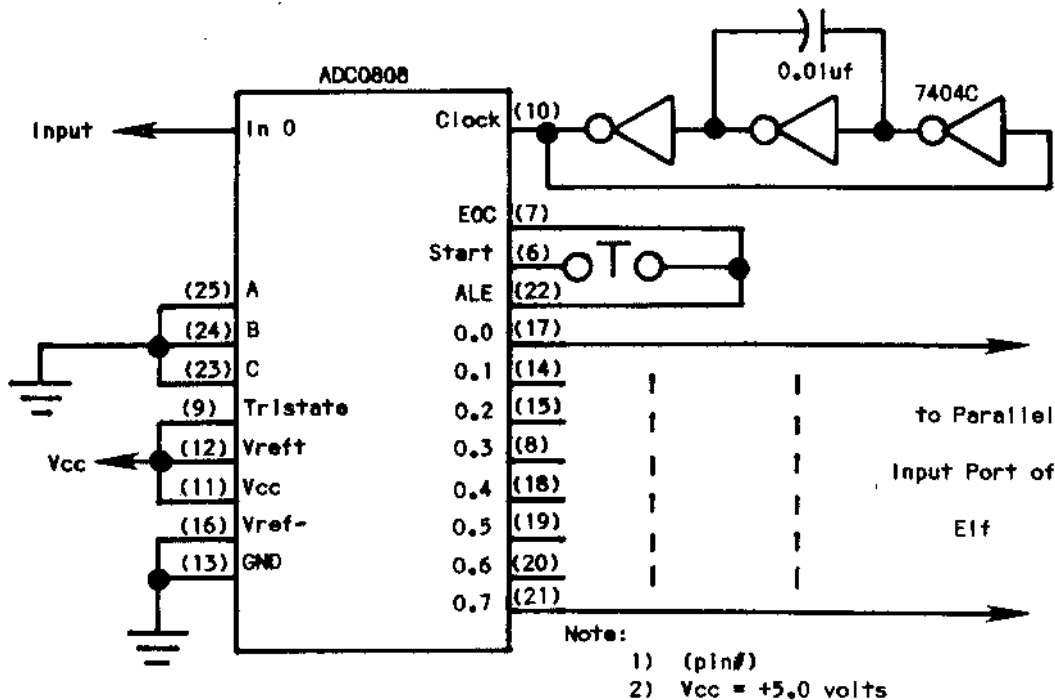 0.01uf
ADC0808
7404C
Input
In 0
Clock
(10)
EOC
(7)
Start
(6)
ALE
(22)
(25)
A
(24)
B
(23)
C
(9)
Tristate
(12)
Vref+
Vcc
(11)
Vcc
(16)
Vref-
(13)
GND
0.0
(17)
0.1
(14)
0.2
(15)
0.3
(8)
0.4
(18)
0.5
(19)
0.6
(20)
0.7
(21)
to Parallel
Input Port of
Elf
Note:
1) (pin#)
2) Vcc = +5.0 volts